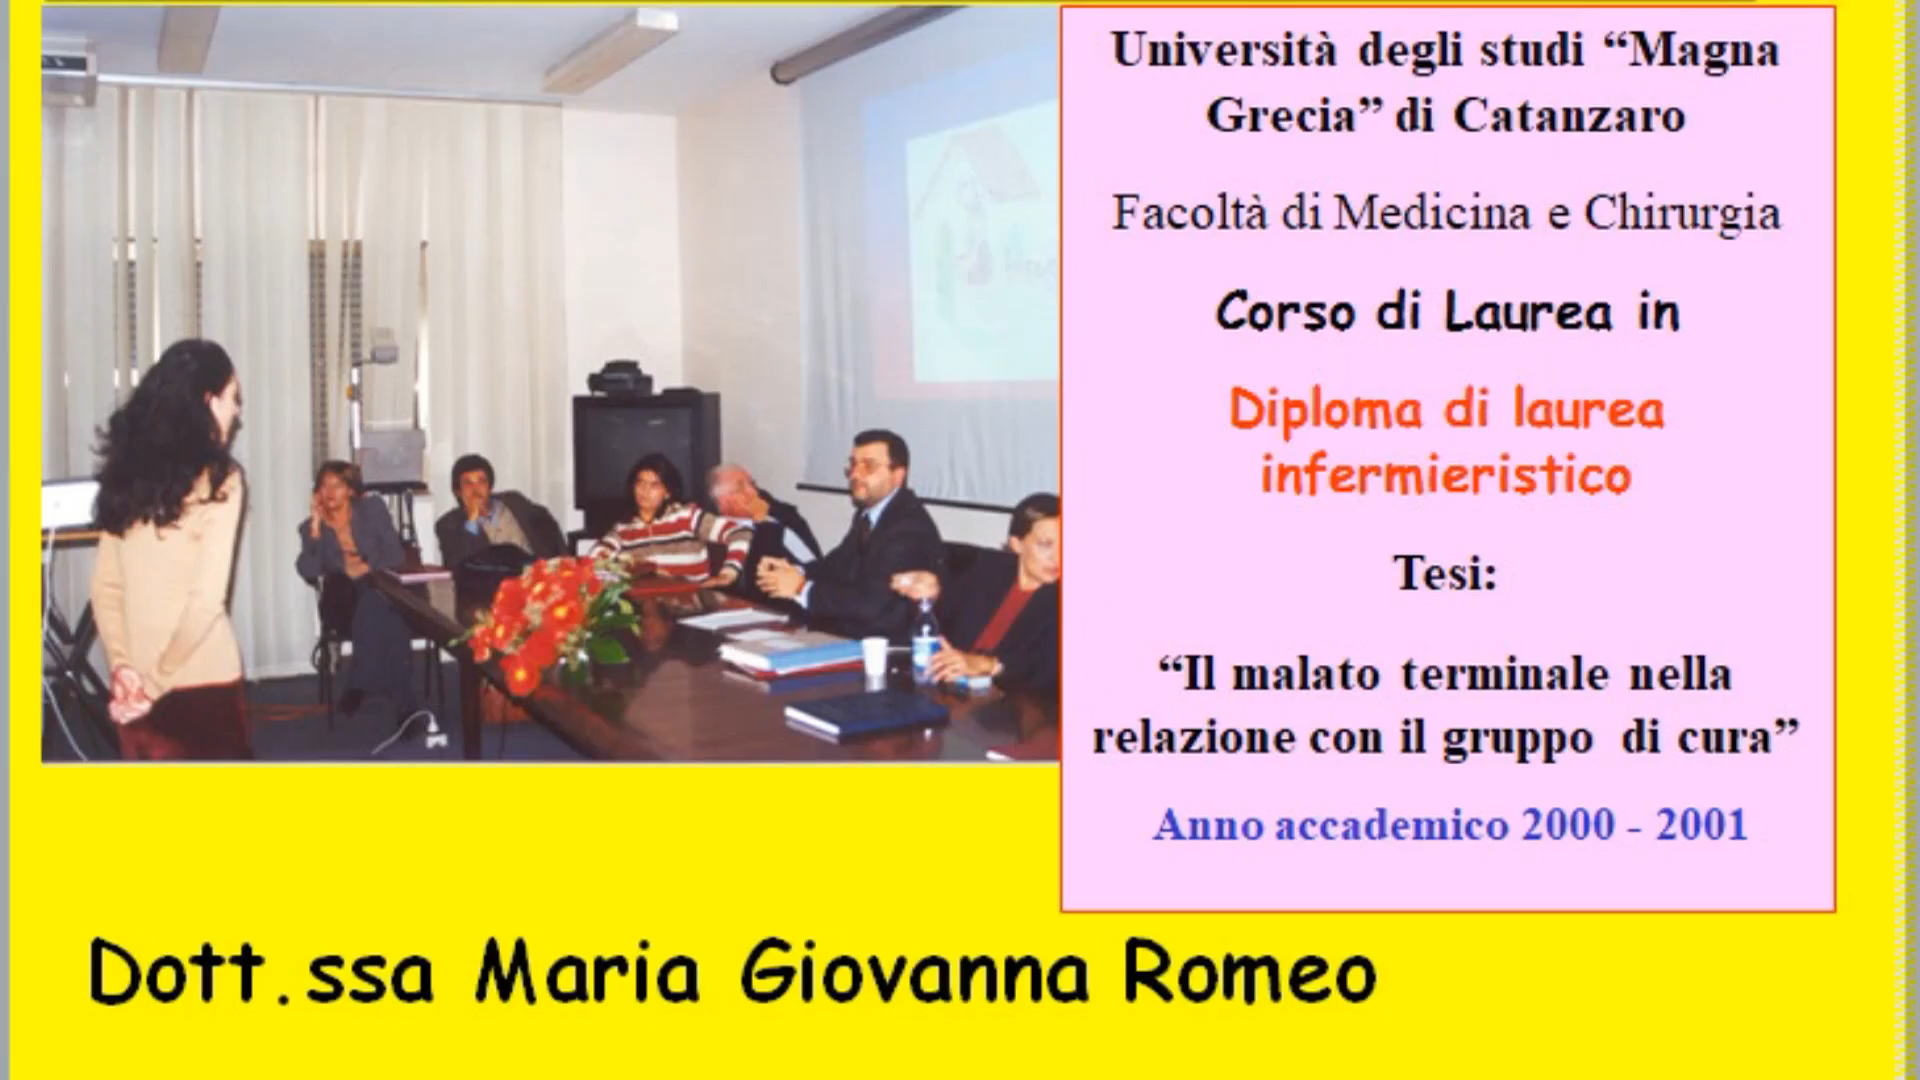 Università degli studi “Magna
Grecia” di Catanzaro
Facoltà di Medicina e Chirurgia
Corso di Laurea in
Diploma di laurea
infermieristico
Tesi:
“Il malato terminale nella
relazione con il gruppo di cura”
Anno accademico 2000 - 2001
Dott.ssa Maria Giovanna Romeo